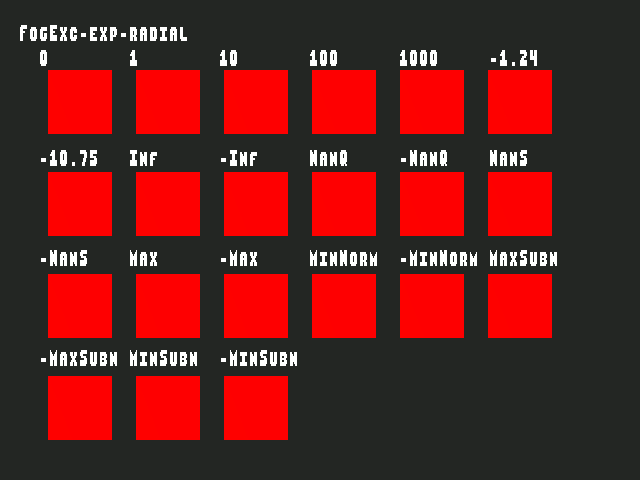 FogExc-exp-radial
0 1 10 100 1000 -1.24
-10.75 Inf -Inf NanQ -NanQ NanS
-NanS Max -Max MinNorm -MinNorm MaxSubN
-MaxSubN MinSubN -MinSubN